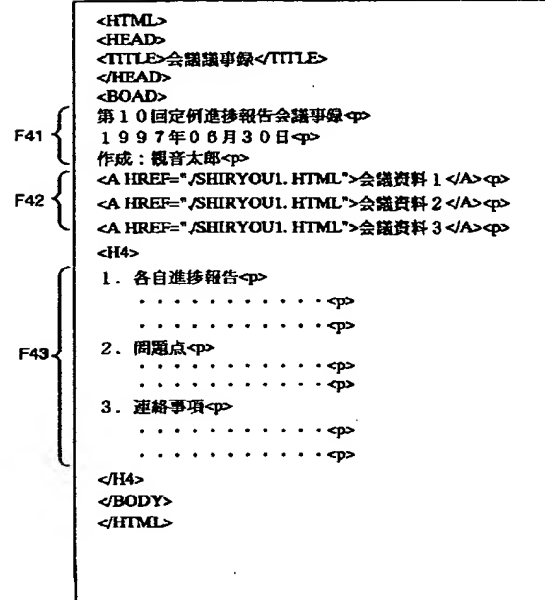 <HTML>
<HEAD>
<TITLE>会議議事録</TITLE>
</HEAD>
<BOAD>
第１０回定例進捗報告会議事録<p>
F41
１９９７年０６月３０日<p>
作成：観音太郎<p>
<A HREF="./SHIRYOU1. HTML">会議資料１</A><p>
F42
<A HREF="./SHIRYOU1. HTML">会議資料２</A><p>
<A HREF="./SHIRYOU1. HTML">会議資料３</A><p>
<H4>
１．各自進捗報告<p>
・・・・・・・・・・・<p>
・・・・・・・・・・・<p>
F43
２．問題点<p>
・・・・・・・・・・・<p>
・・・・・・・・・・・<p>
３．連絡事項<p>
・・・・・・・・・・・<p>
・・・・・・・・・・・<p>
</H4>
</BODY>
</HTML>